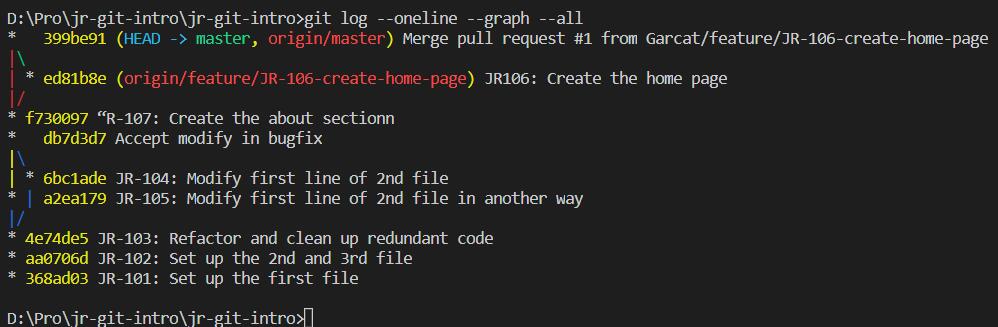 D:\Pro\jr-git-intro\jr-git-intro>git log --oneline --graph --all
*   399be91 (HEAD -> master, origin/master) Merge pull request #1 from Garcat/feature/JR-106-create-home-page
|\
| * ed81b8e (origin/feature/JR-106-create-home-page) JR106: Create the home page
|/
* f730097 “R-107: Create the about sectionn
*   db7d3d7 Accept modify in bugfix
|\
| * 6bc1ade JR-104: Modify first line of 2nd file
* | a2ea179 JR-105: Modify first line of 2nd file in another way
|/
* 4e74de5 JR-103: Refactor and clean up redundant code
* aa0706d JR-102: Set up the 2nd and 3rd file
* 368ad03 JR-101: Set up the first file
D:\Pro\jr-git-intro\jr-git-intro>